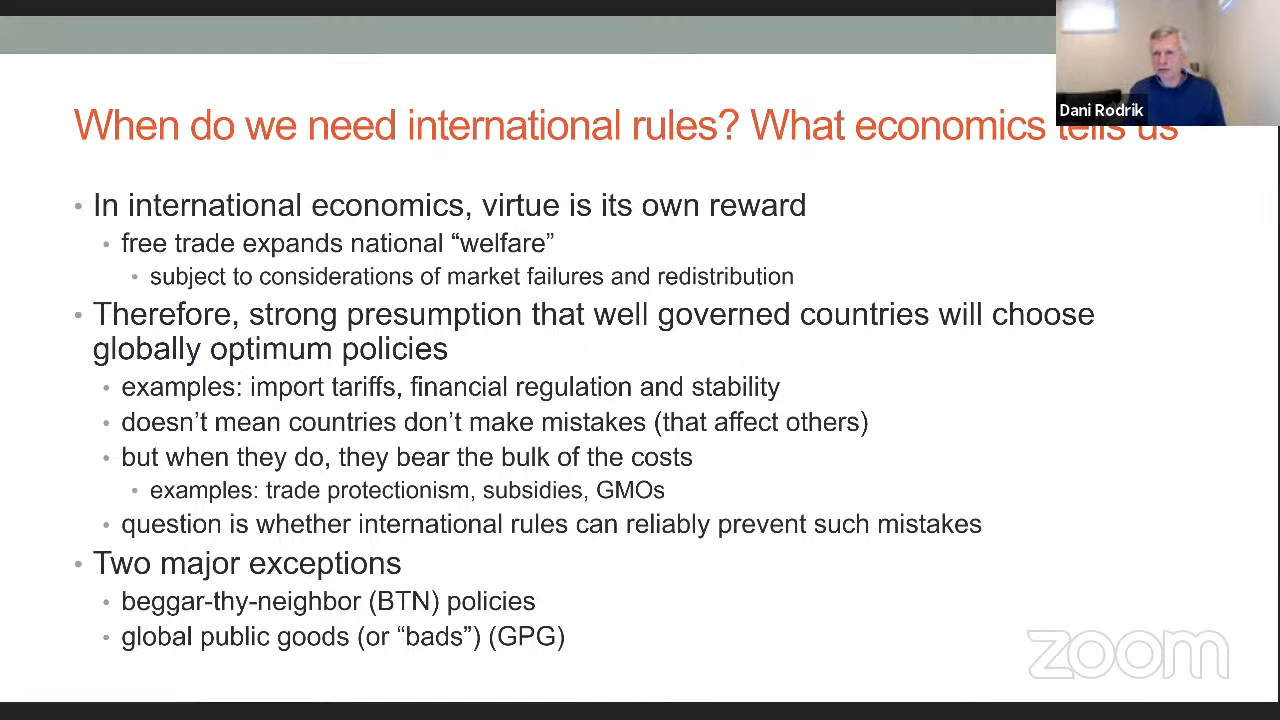 Dani Rodrik
When do we need international rules? What economics tells us
• In international economics, virtue is its own reward
• free trade expands national “welfare”
• subject to considerations of market failures and redistribution
• Therefore, strong presumption that well governed countries will choose
globally optimum policies
• examples: import tariffs, financial regulation and stability
• doesn’t mean countries don’t make mistakes (that affect others)
• but when they do, they bear the bulk of the costs
• examples: trade protectionism, subsidies, GMOs
• question is whether international rules can reliably prevent such mistakes
• Two major exceptions
• beggar-thy-neighbor (BTN) policies
• global public goods (or “bads”) (GPG)
zoom